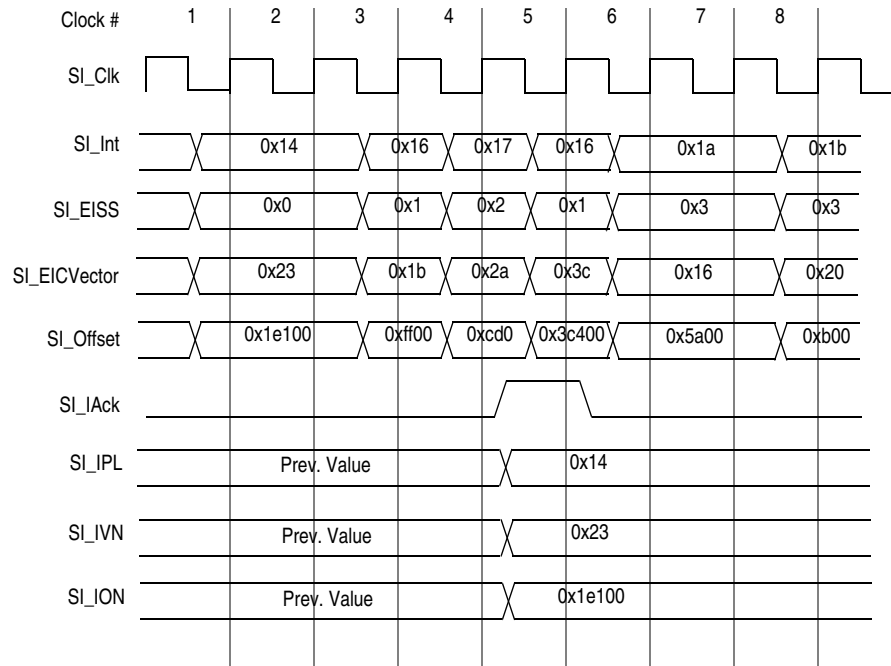 Clock # 1 2 3 4 5 6 7 8
SI_Clk
SI_Int 0x14 0x16 0x17 0x16 0x1a 0x1b
SI_EISS 0x0 0x1 0x2 0x1 0x3 0x3
SI_EICVector 0x23 0x1b 0x2a 0x3c 0x16 0x20
SI_Offset 0x1e100 0xff00 0xcd0 0x3c400 0x5a00 0xb00
SI_IAck
SI_IPL Prev. Value 0x14
SI_IVN Prev. Value 0x23
SI_ION Prev. Value 0x1e100